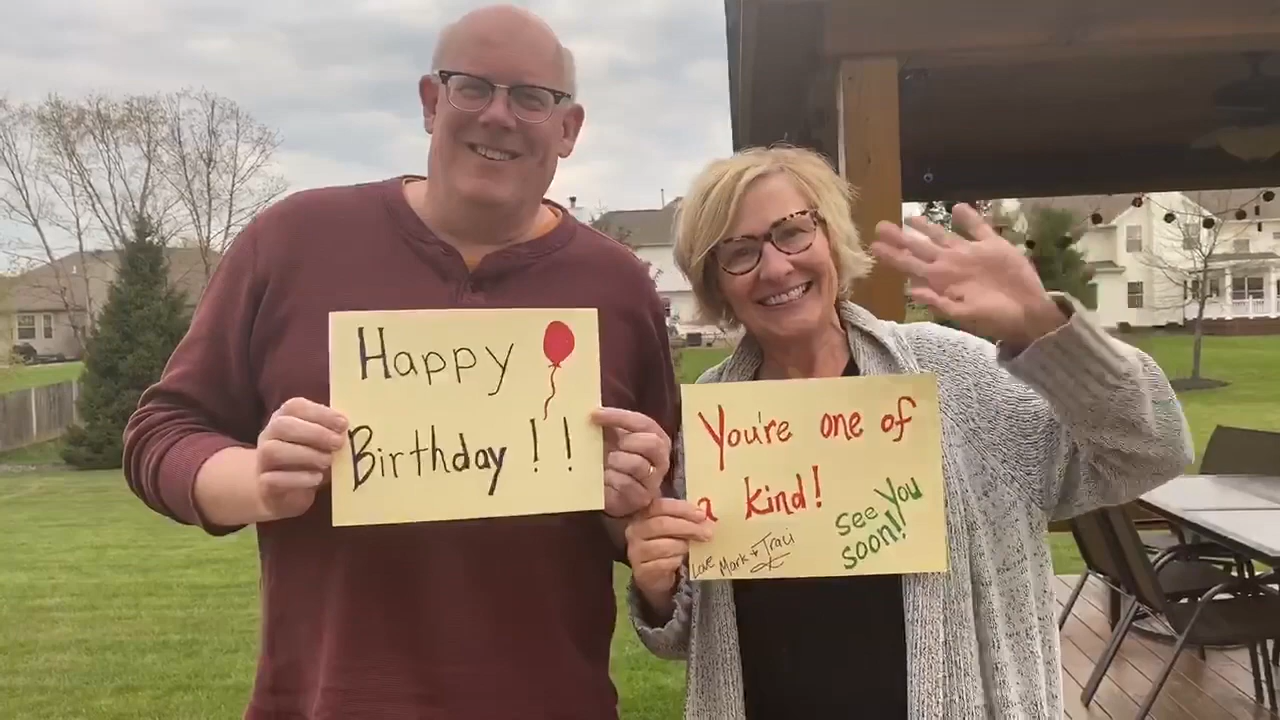 Happy
Birthday!!
You're one of
a kind!
see You
soon!!
Love Mark & Traci